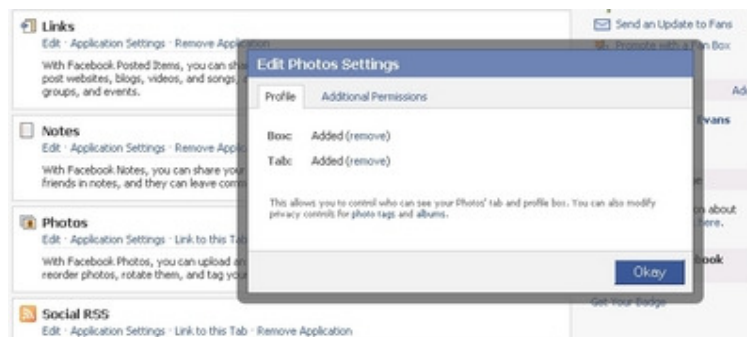 Links
Edit · Application Settings · Remove Application
With Facebook Posted Items, you can sha
post websites, blogs, videos, and songs,
groups, and events.
Notes
Edit · Application Settings · Remove Applic
With Facebook Notes, you can share your
friends in notes, and they can leave com
Photos
Edit · Application Settings · Link to this Tab
With Facebook Photos, you can upload an
reorder photos, rotate them, and tag you
Social RSS
Edit · Application Settings · Link to this Tab · Remove Application
Edit Photos Settings
Profile
Additional Permissions
Box: Added (remove)
Tab: Added (remove)
This allows you to control who can see your Photos' tab and profile box. You can also modify
privacy controls for photo tags and albums.
Okay
Send an Update to Fans
Promote with a Fan Box
Ad
Evans
about
here.
book
Get Your Badge